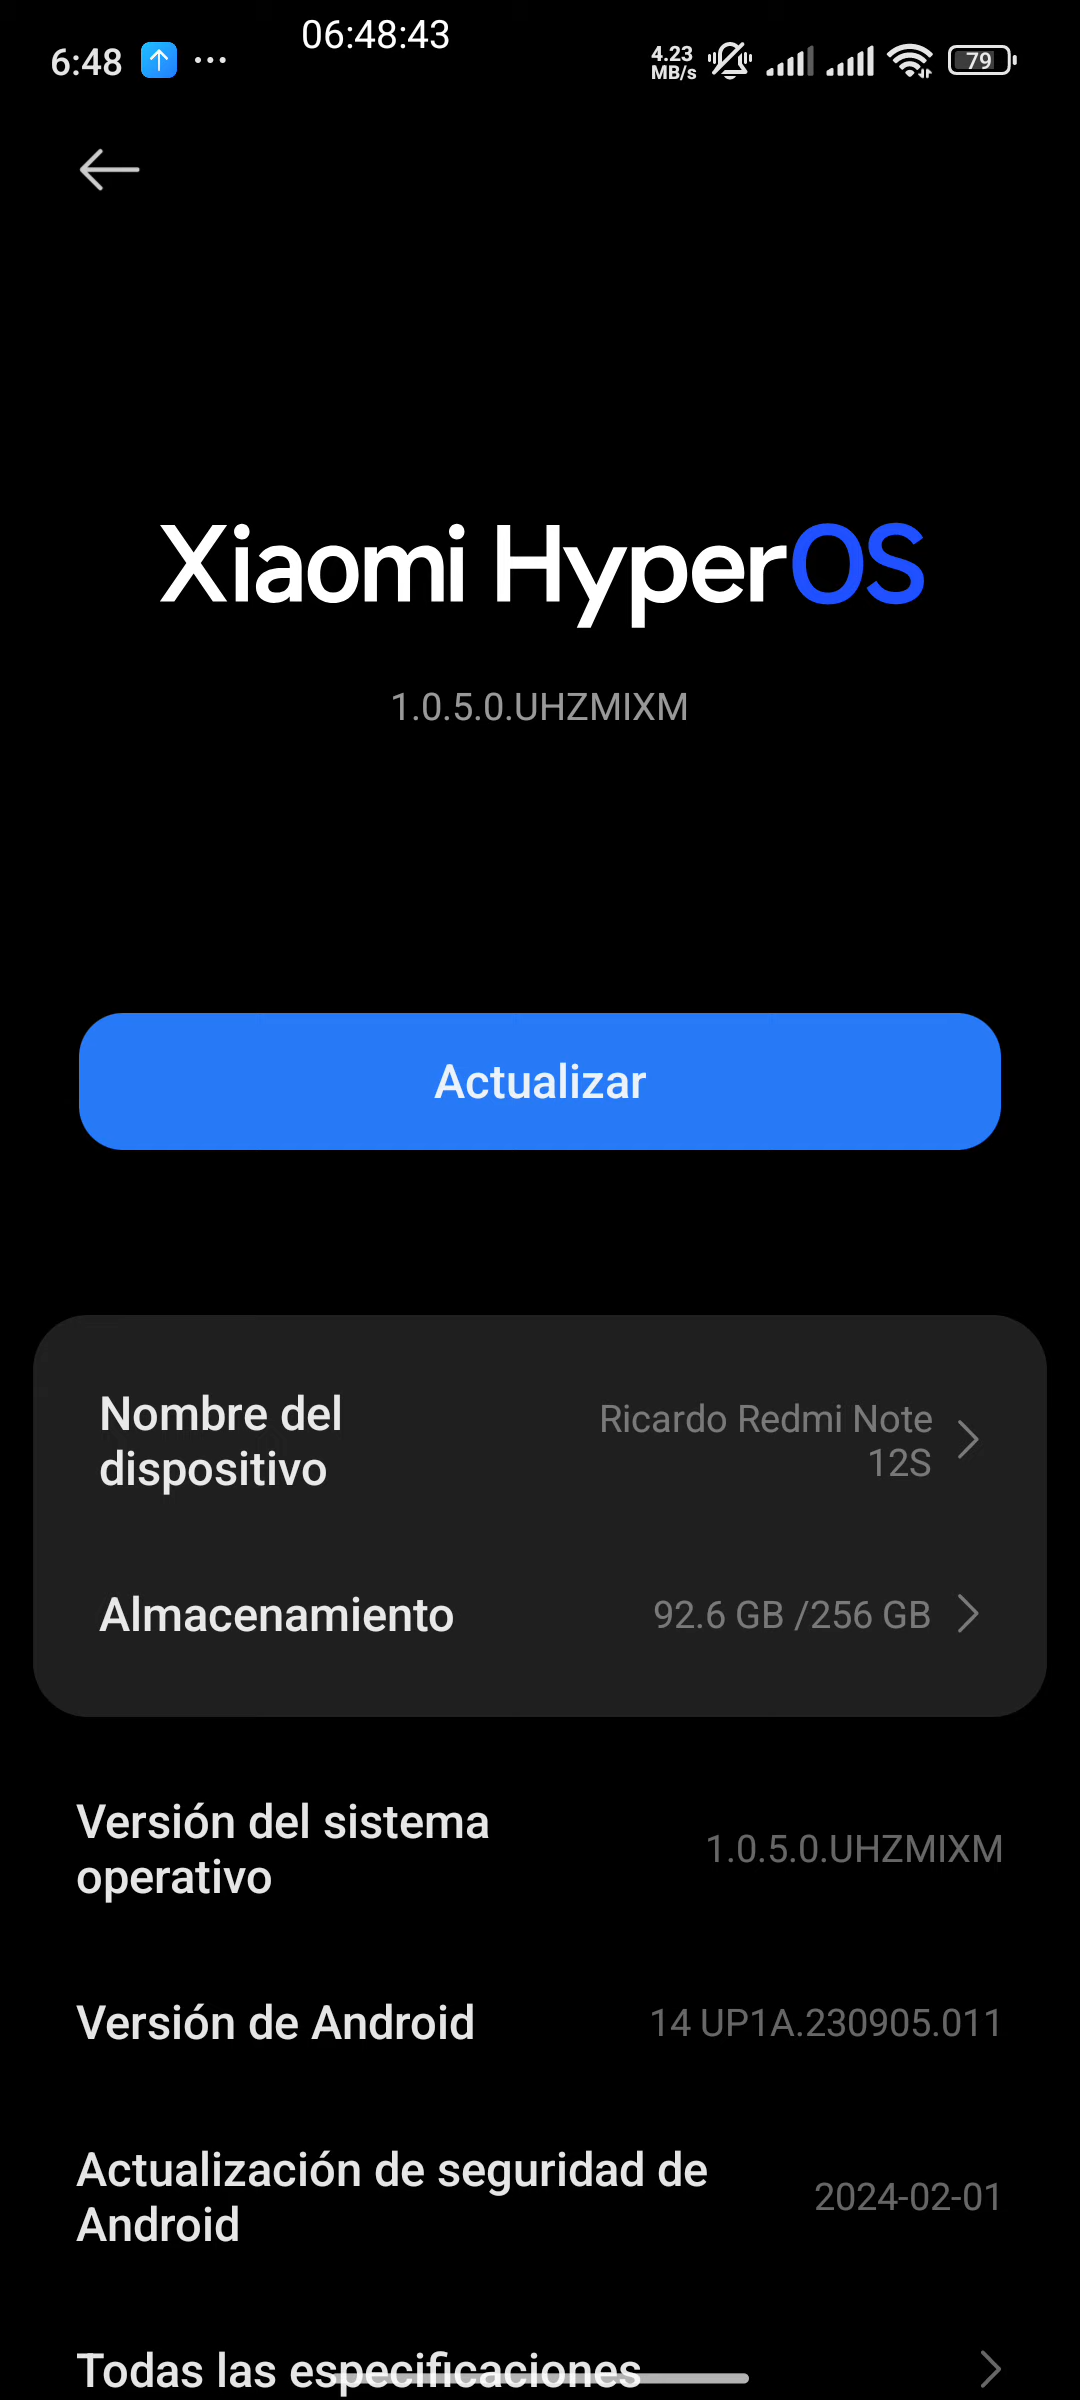 6:48 ... 06:48:43 4.23 MB/s 79
Xiaomi HyperOS
1.0.5.0.UHZMIXM
Actualizar
Nombre del
dispositivo
Ricardo Redmi Note
12S
Almacenamiento 92.6 GB /256 GB
Versión del sistema
operativo
1.0.5.0.UHZMIXM
Versión de Android 14 UP1A.230905.011
Actualización de seguridad de
Android
2024-02-01
Todas las especificaciones